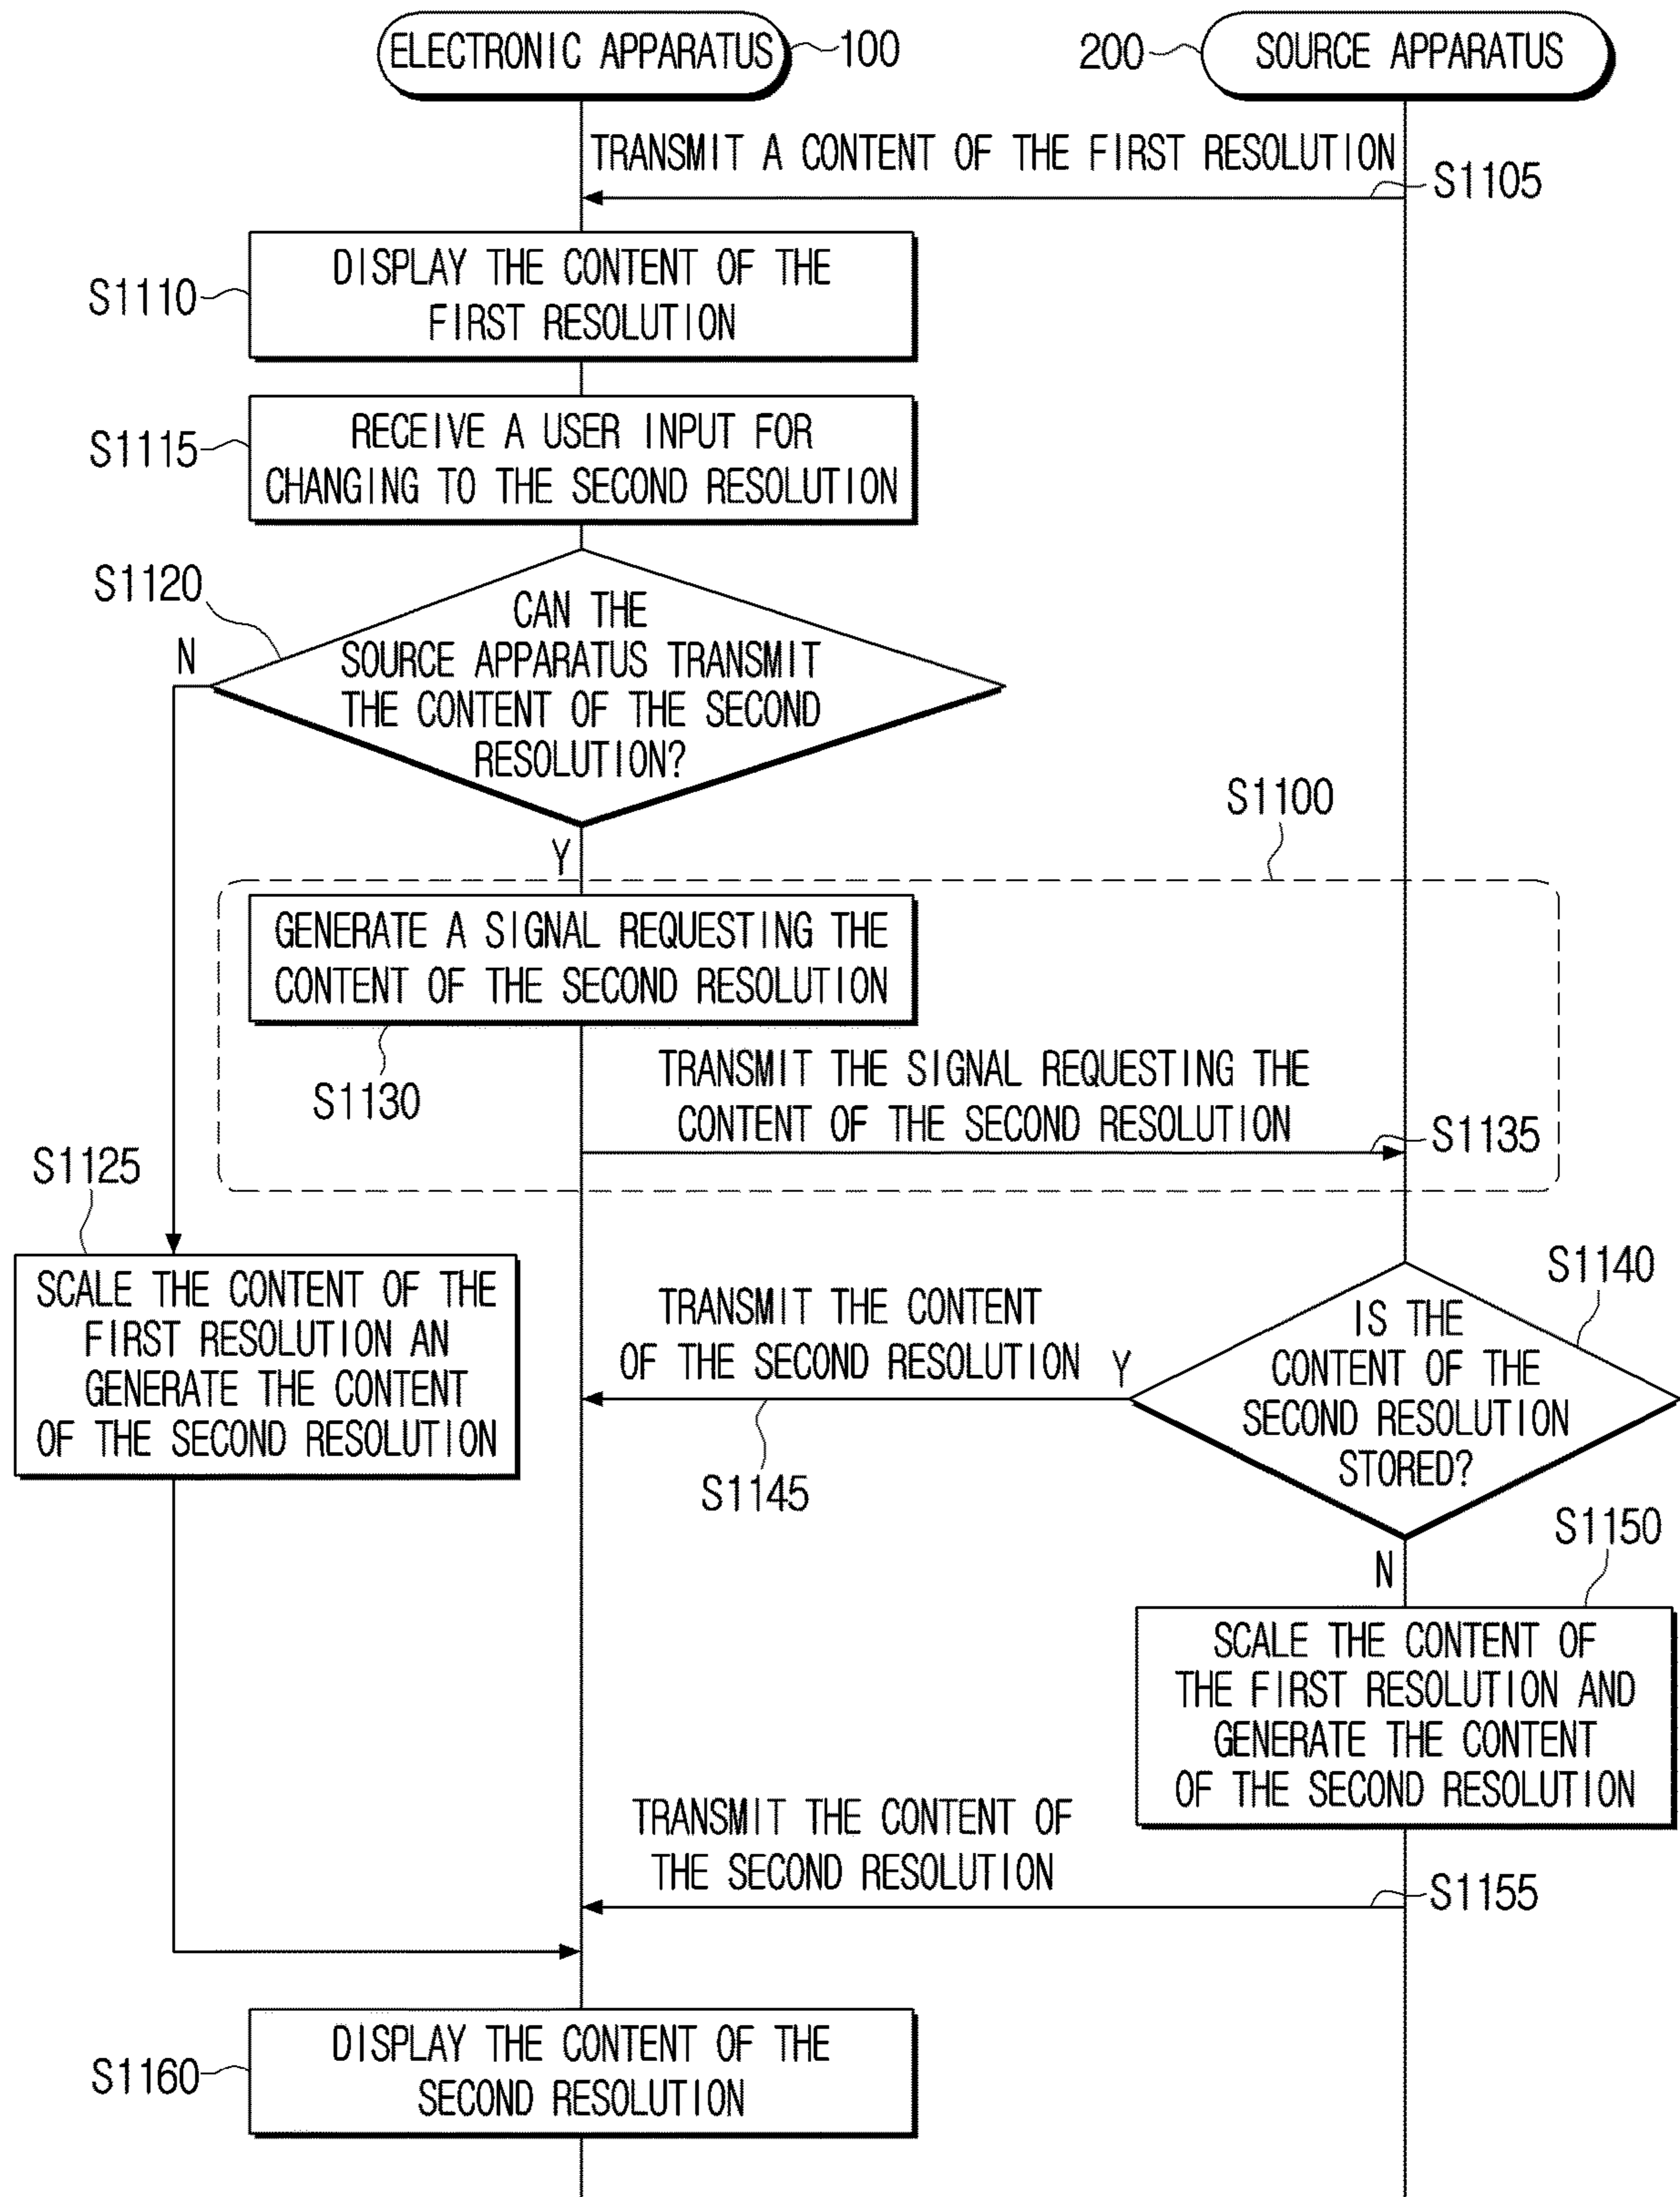 ELECTRONIC APPARATUS
100
200
SOURCE APPARATUS
TRANSMIT A CONTENT OF THE FIRST RESOLUTION
S1105
DISPLAY THE CONTENT OF THE
FIRST RESOLUTION
S1110
RECEIVE A USER INPUT FOR
CHANGING TO THE SECOND RESOLUTION
S1115
S1120
CAN THE
SOURCE APPARATUS TRANSMIT
THE CONTENT OF THE SECOND
RESOLUTION?
N
Y
S1100
GENERATE A SIGNAL REQUESTING THE
CONTENT OF THE SECOND RESOLUTION
S1130
TRANSMIT THE SIGNAL REQUESTING THE
CONTENT OF THE SECOND RESOLUTION
S1135
S1125
SCALE THE CONTENT OF THE
FIRST RESOLUTION AN
GENERATE THE CONTENT
OF THE SECOND RESOLUTION
TRANSMIT THE CONTENT
OF THE SECOND RESOLUTION
Y
S1145
S1140
IS THE
CONTENT OF THE
SECOND RESOLUTION
STORED?
N
S1150
SCALE THE CONTENT OF
THE FIRST RESOLUTION AND
GENERATE THE CONTENT
OF THE SECOND RESOLUTION
TRANSMIT THE CONTENT OF
THE SECOND RESOLUTION
S1155
DISPLAY THE CONTENT OF THE
SECOND RESOLUTION
S1160